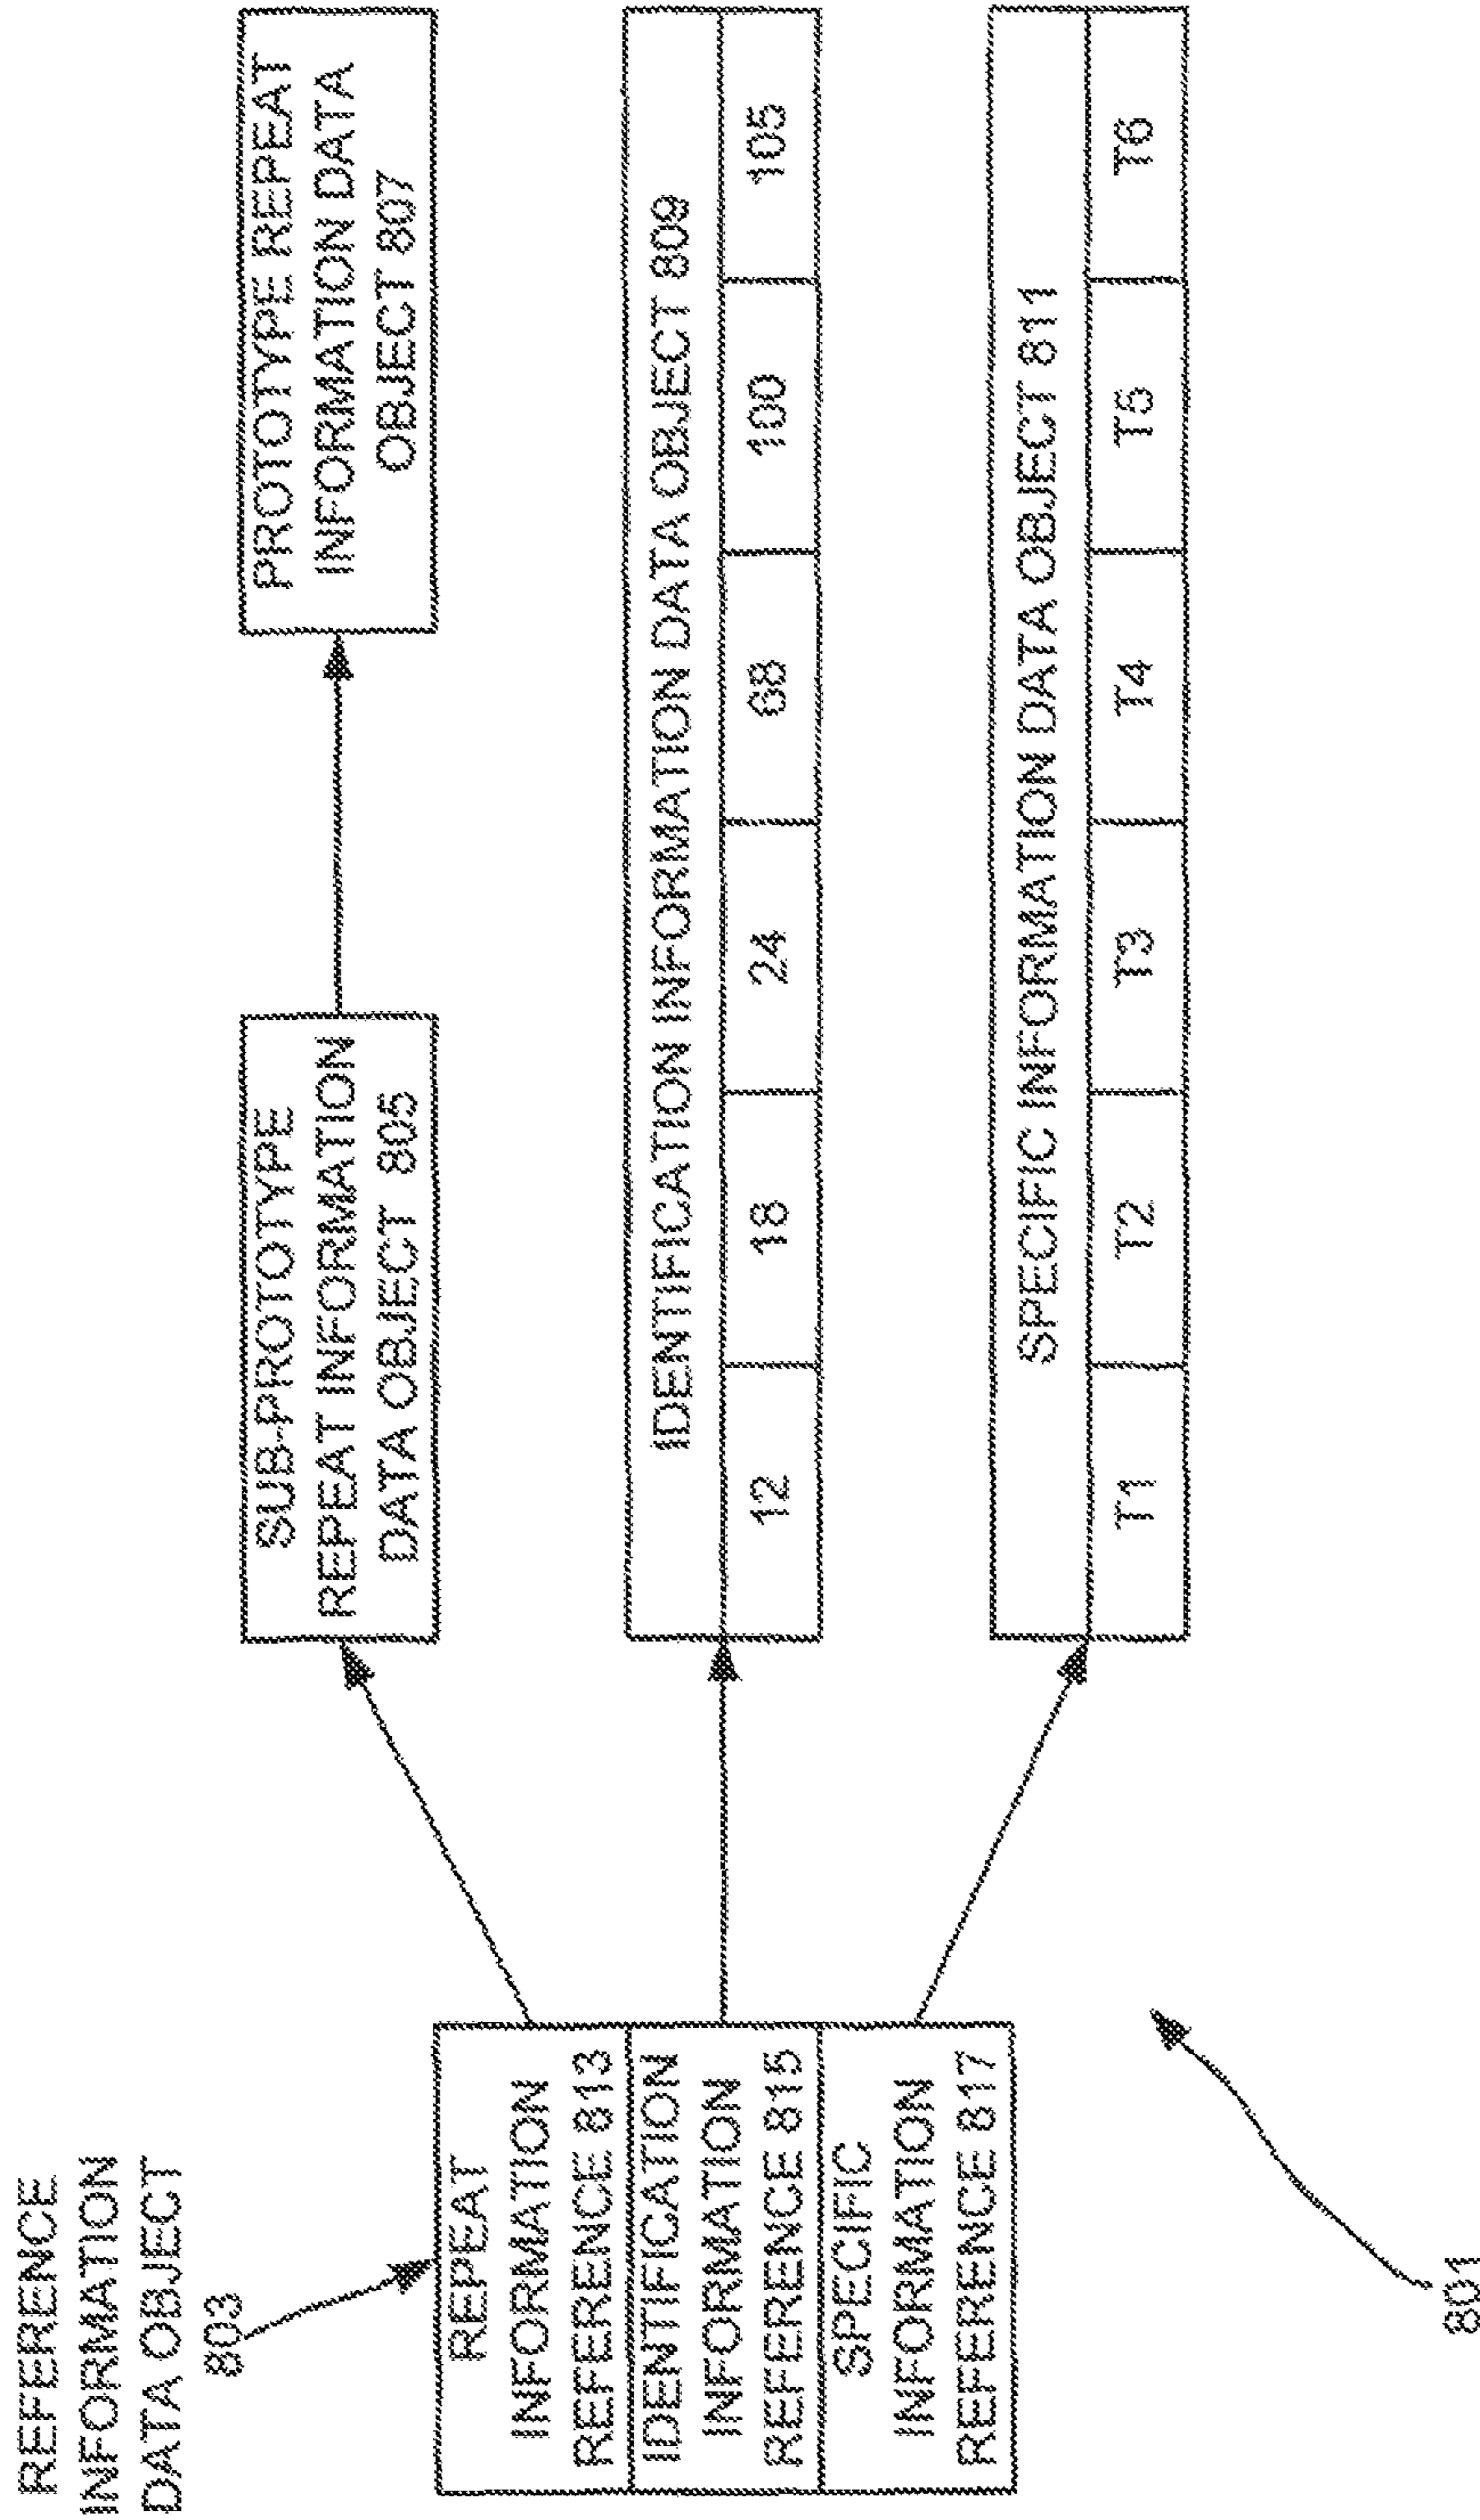 REFERENCE
INFORMATION
DATA OBJECT
803
REPEAT
INFORMATION
REFERENCE 813
IDENTIFICATION
INFORMATION
REFERENCE 815
SPECIFIC
INFORMATION
REFERENCE 817
SUB-PROTOTYPE
REPEAT INFORMATION
DATA OBJECT 805
PROTOTYPE REPEAT
INFORMATION DATA
OBJECT 807
IDENTIFICATION INFORMATION DATA OBJECT 809
12 18 24 68 100 105
SPECIFIC INFORMATION DATA OBJECT 811
T1 T2 T3 T4 T5 T6
801